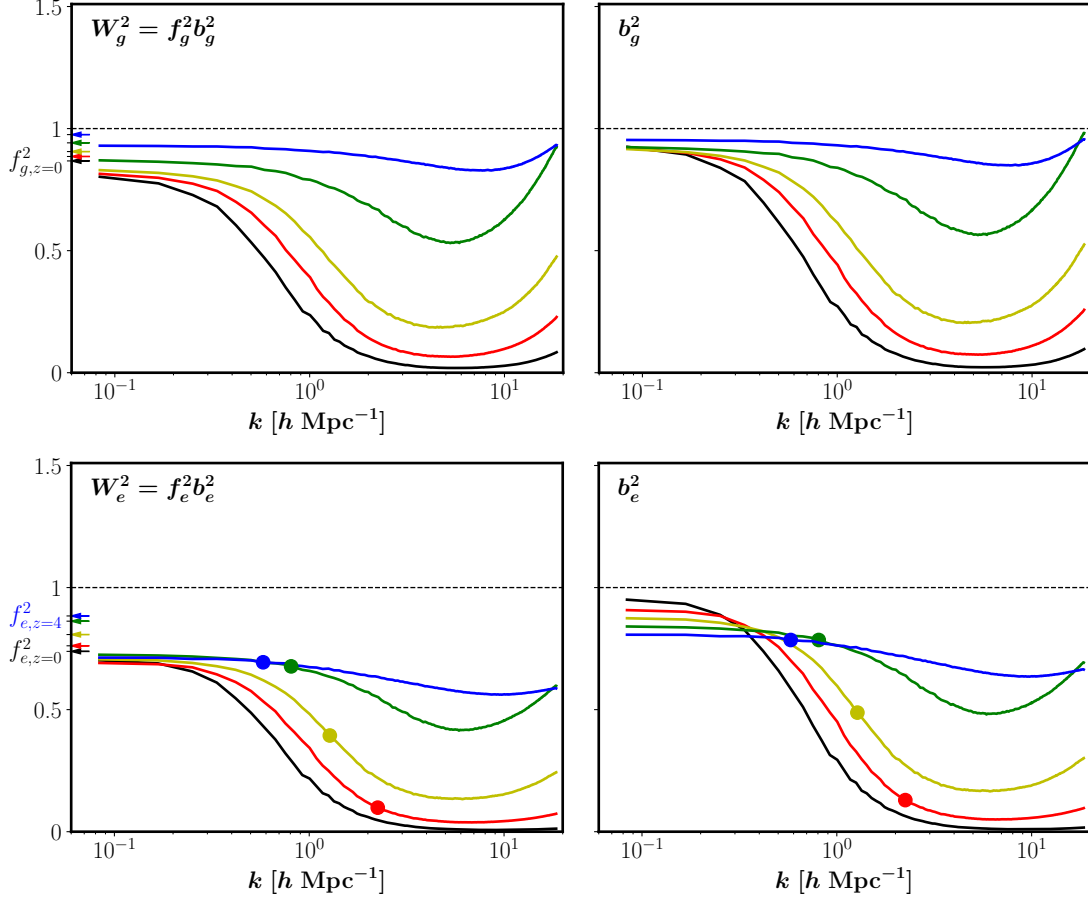 1.5
W_g^2 = f_g^2 b_g^2
b_g^2
1
f_{g,z=0}^2
0.5
0
10^{-1}
10^0
10^1
10^{-1}
10^0
10^1
k [h Mpc^{-1}]
k [h Mpc^{-1}]
1.5
W_e^2 = f_e^2 b_e^2
b_e^2
1
f_{e,z=4}^2
f_{e,z=0}^2
0.5
0
10^{-1}
10^0
10^1
10^{-1}
10^0
10^1
k [h Mpc^{-1}]
k [h Mpc^{-1}]